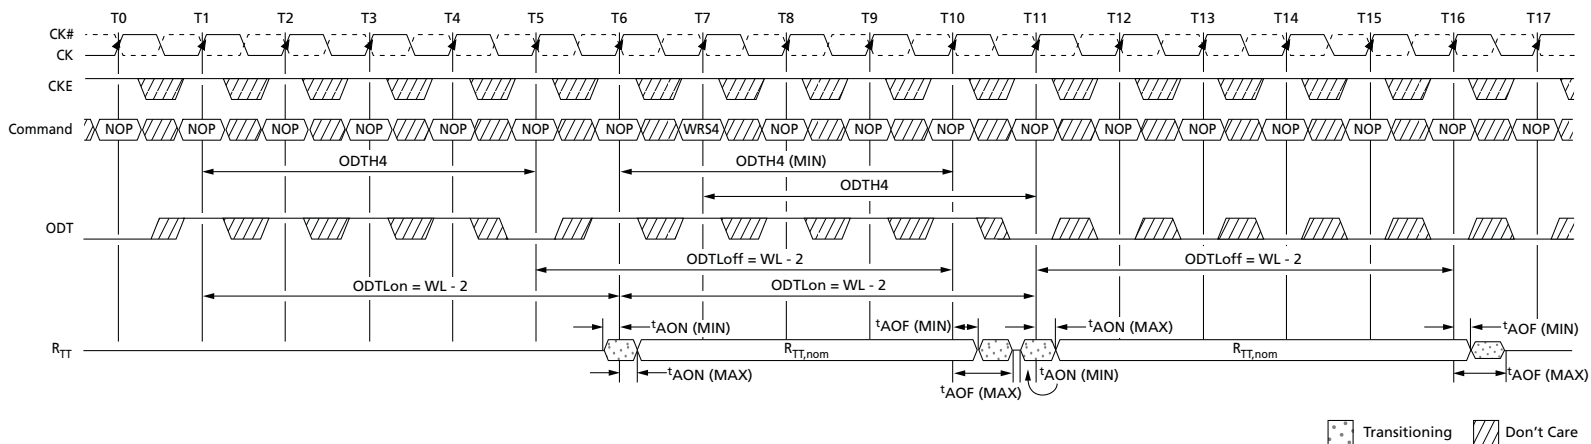 T0 T1 T2 T3 T4 T5 T6 T7 T8 T9 T10 T11 T12 T13 T14 T15 T16 T17
CK#
CK
CKE
Command NOP NOP NOP NOP NOP NOP NOP WRS4 NOP NOP NOP NOP NOP NOP NOP NOP NOP NOP
ODTH4 ODTH4 (MIN)
ODTH4
ODT
ODTLoff = WL - 2 ODTLoff = WL - 2
ODTLon = WL - 2 ODTLon = WL - 2
tAON (MIN) tAOF (MIN) tAON (MAX) tAOF (MIN)
RTT RTT,nom RTT,nom
tAON (MAX) tAON (MIN) tAOF (MAX)
tAOF (MAX)
Transitioning Don't Care